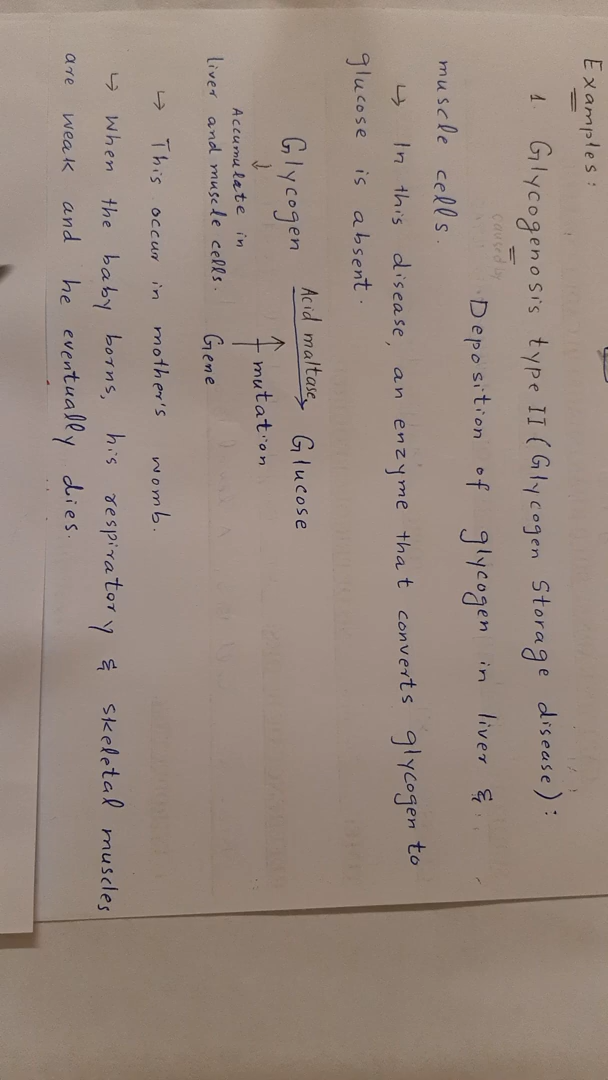 Examples:
1. Glycogenosis type II (Glycogen Storage disease):
Deposition of glycogen in liver &
muscle cells.
↳ In this disease, an enzyme that converts glycogen to
glucose is absent.
Glycogen Acid maltase → Glucose
↓ ↑ mutation
Accumulate in
liver and muscle cells. Gene
→ This occur in mother's womb.
↳ When the baby borns, his respiratory & skeletal muscles
are weak and he eventually dies.